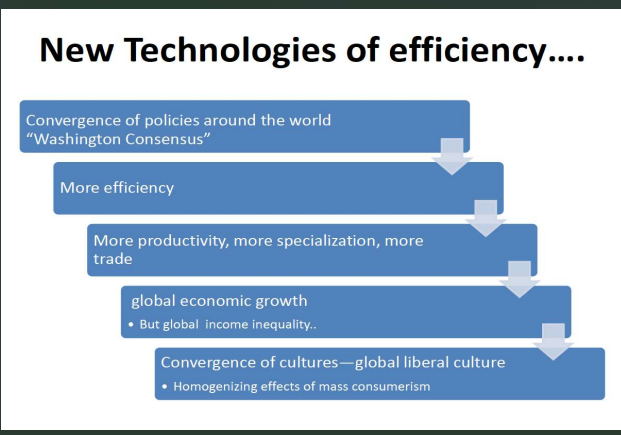 New Technologies of efficiency....
Convergence of policies around the world
“Washington Consensus”
More efficiency
More productivity, more specialization, more
trade
global economic growth
• But global income inequality..
Convergence of cultures—global liberal culture
• Homogenizing effects of mass consumerism